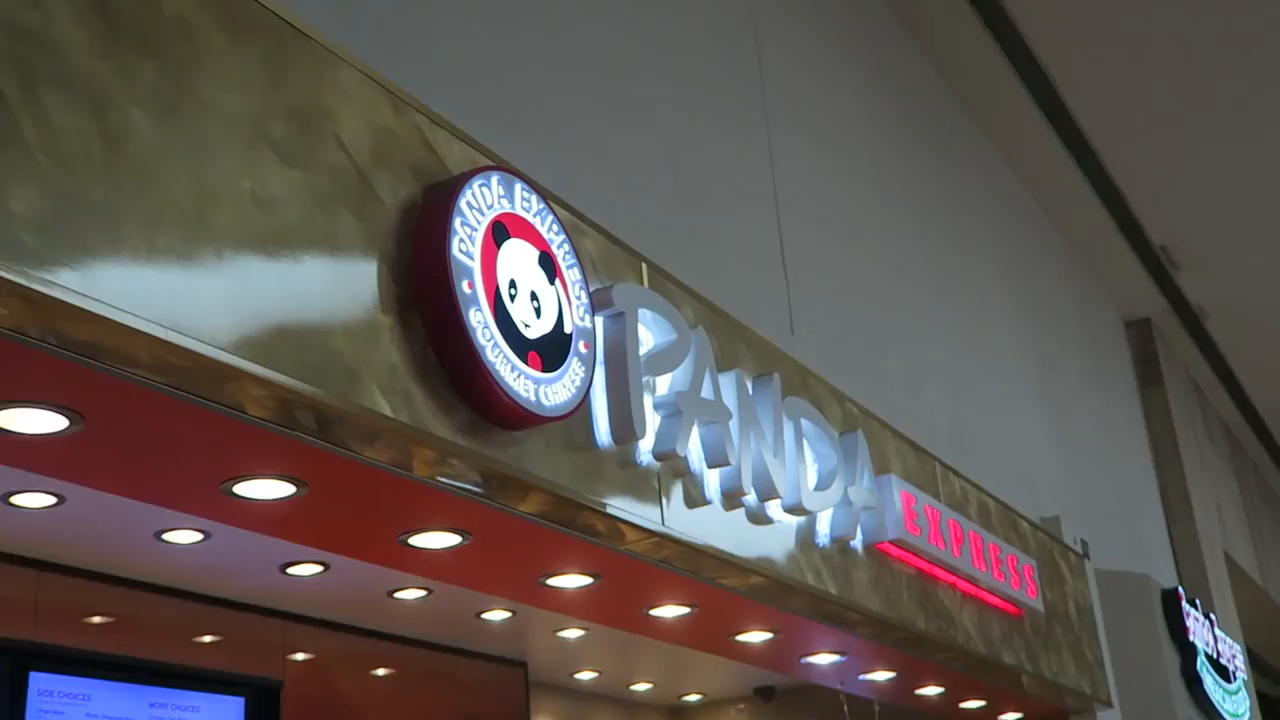 PANDA EXPRESS
GOURMET CHINESE
PANDA
EXPRESS
SIDE CHOICES
MORE CHOICES